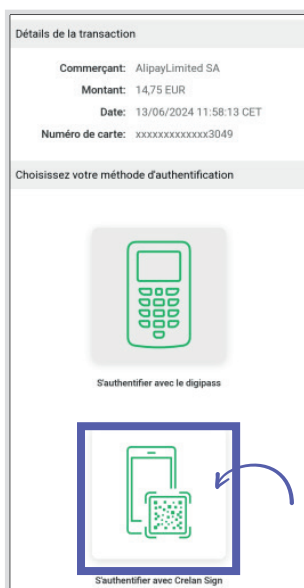 Détails de la transaction
Commerçant: AlipayLimited SA
Montant: 14,75 EUR
Date: 13/06/2024 11:58:13 CET
Numéro de carte: xxxxxxxxxxxxx3049
Choisissez votre méthode d'authentification
S'authentifier avec le digipass
S'authentifier avec Crelan Sign